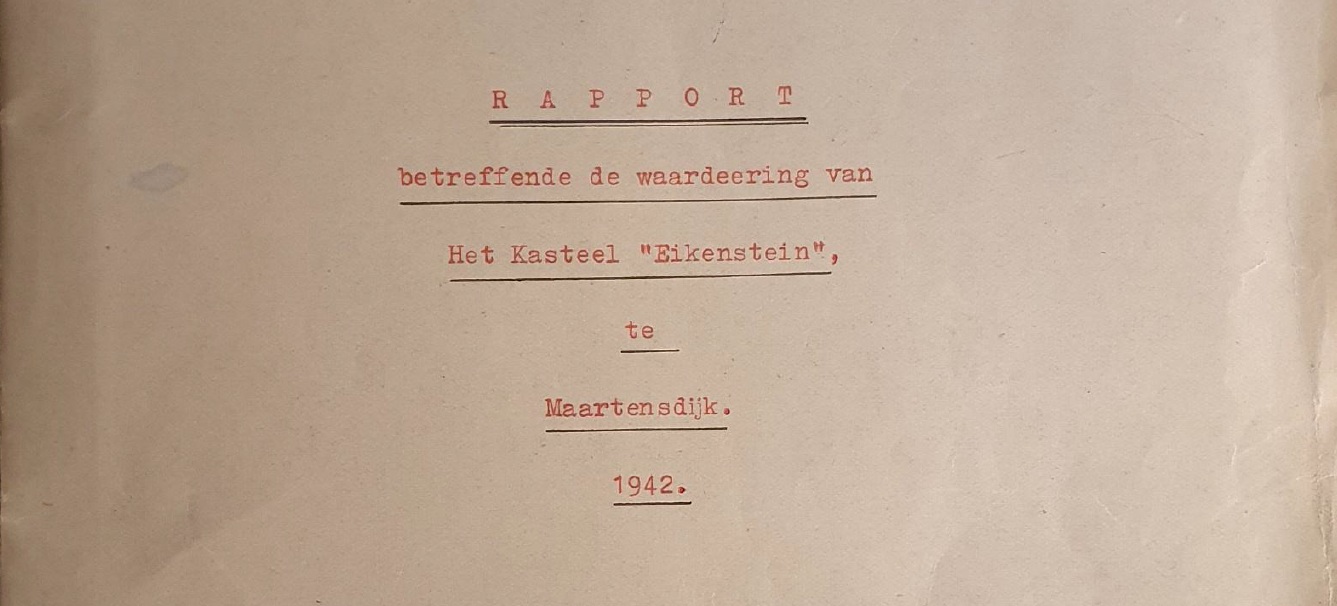 R A P P O R T
betreffende de waardeering van
Het Kasteel "Eikenstein",
te
Maartensdijk.
1942.